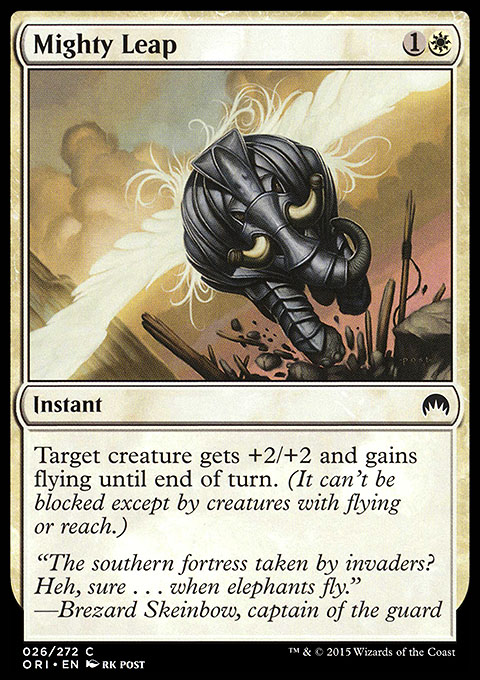 Mighty Leap
1
POST
Instant
Target creature gets +2/+2 and gains
flying until end of turn. (It can't be
blocked except by creatures with flying
or reach.)
“The southern fortress taken by invaders?
Heh, sure . . . when elephants fly.”
—Brezard Skeinbow, captain of the guard
026/272 C
ORI • EN RK POST
™ & © 2015 Wizards of the Coast